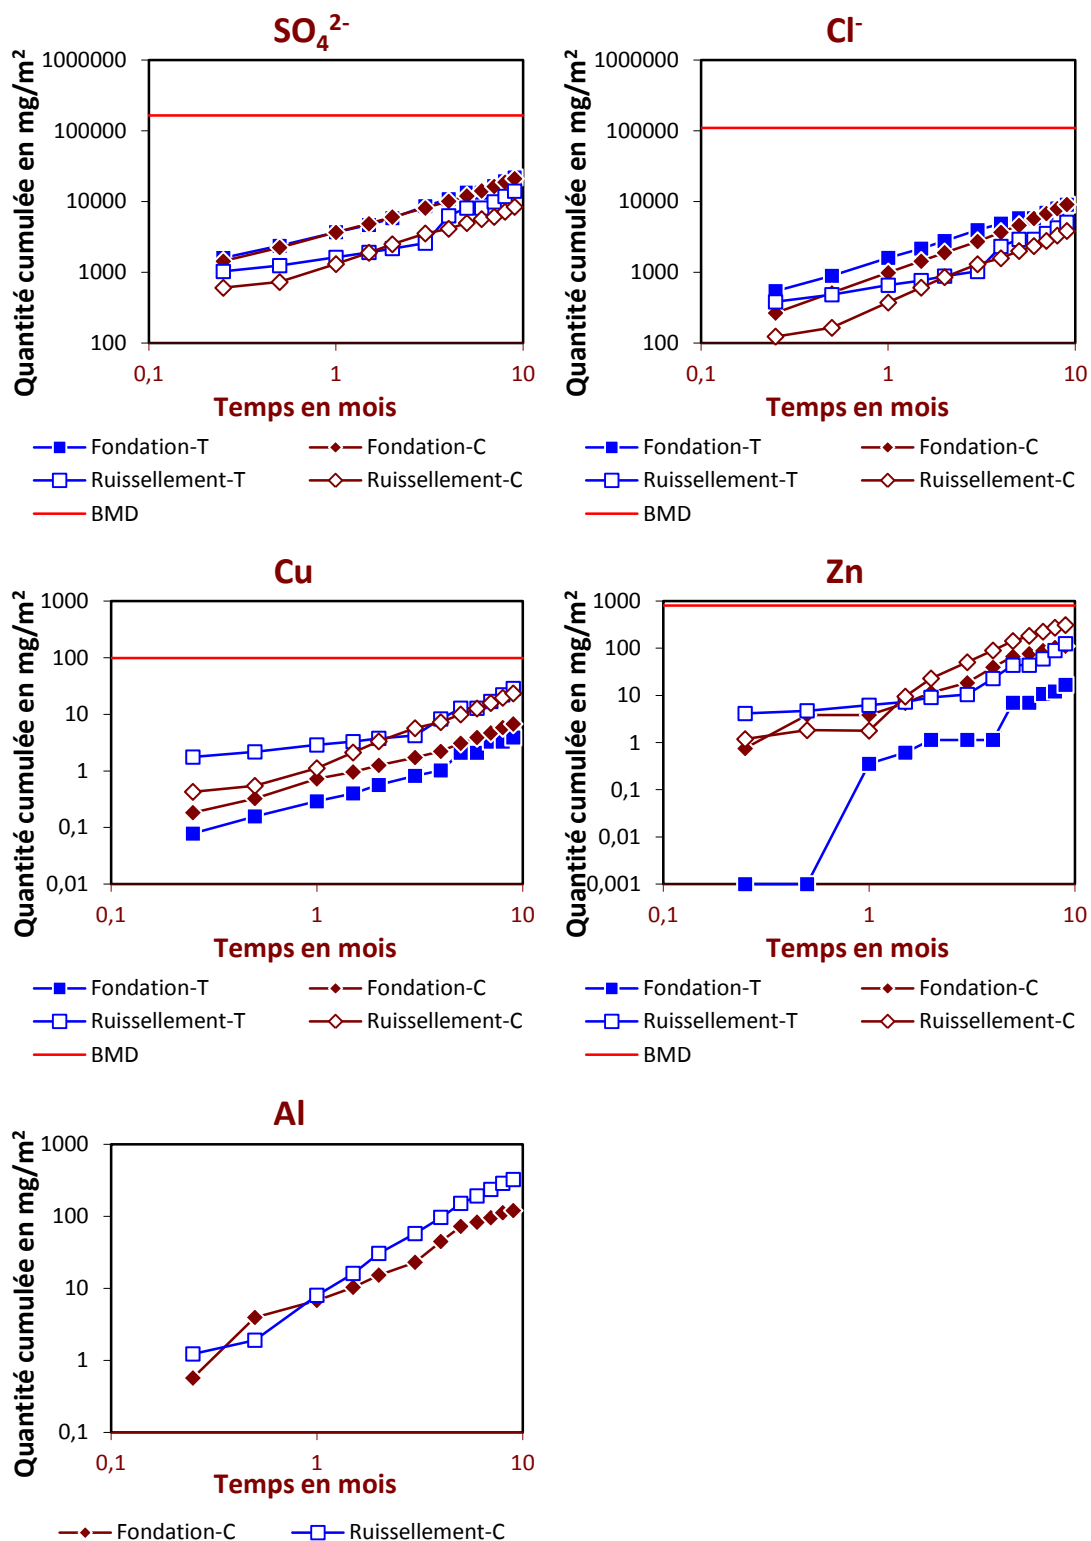 SO₄²⁻
Quantité cumulée en mg/m²
1000000
100000
10000
1000
100
0,1
1
10
Temps en mois
Fondation-T
Fondation-C
Ruissellement-T
Ruissellement-C
BMD
Cl⁻
Quantité cumulée en mg/m²
1000000
100000
10000
1000
100
0,1
1
10
Temps en mois
Fondation-T
Fondation-C
Ruissellement-T
Ruissellement-C
BMD
Cu
Quantité cumulée en mg/m²
1000
100
10
1
0,1
0,01
0,1
1
10
Temps en mois
Fondation-T
Fondation-C
Ruissellement-T
Ruissellement-C
BMD
Zn
Quantité cumulée en mg/m²
1000
100
10
1
0,1
0,01
0,001
0,1
1
10
Temps en mois
Fondation-T
Fondation-C
Ruissellement-T
Ruissellement-C
BMD
Al
Quantité cumulée en mg/m²
1000
100
10
1
0,1
0,1
1
10
Temps en mois
Fondation-C
Ruissellement-C